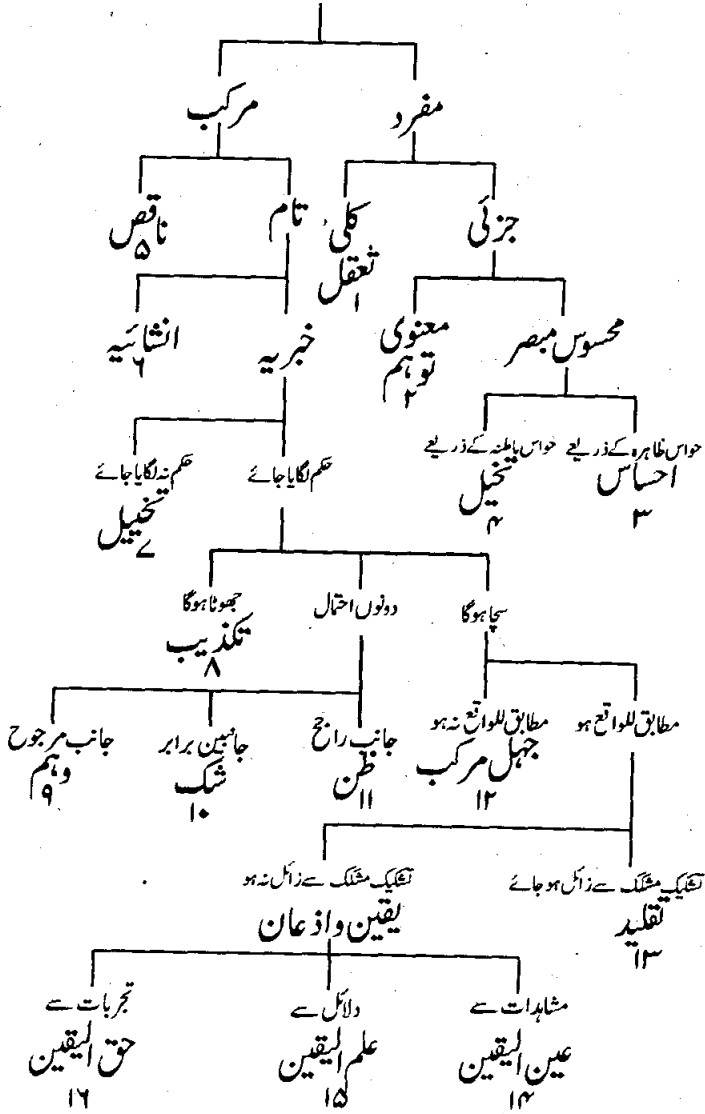 مفرد
مرکب
جزئی
کلی
تعقل
۱
تام
ناقص
۵
محسوس مبصر
معنوی
توہم
۲
خبریہ
انشائیہ
۶
حواس ظاہرہ کے ذریعے
احساس
۳
حواس باطنہ کے ذریعے
تخیل
۴
حکم لگایا جائے
حکم نہ لگایا جائے
تخییل
۷
سچا ہوگا
دونوں احتمال
جھوٹا ہوگا
تکذیب
۸
مطابق للواقع ہو
مطابق للواقع نہ ہو
جہل مرکب
۱۲
جانب راجح
ظن
۱۱
جانبین برابر
شک
۱۰
جانب مرجوح
وہم
۹
تشکیک مشکک سے زائل ہو جائے
تقلید
۱۳
تشکیک مشکک سے زائل نہ ہو
یقین واذعان
مشاہدات سے
عین الیقین
۱۴
دلائل سے
علم الیقین
۱۵
تجربات سے
حق الیقین
۱۶